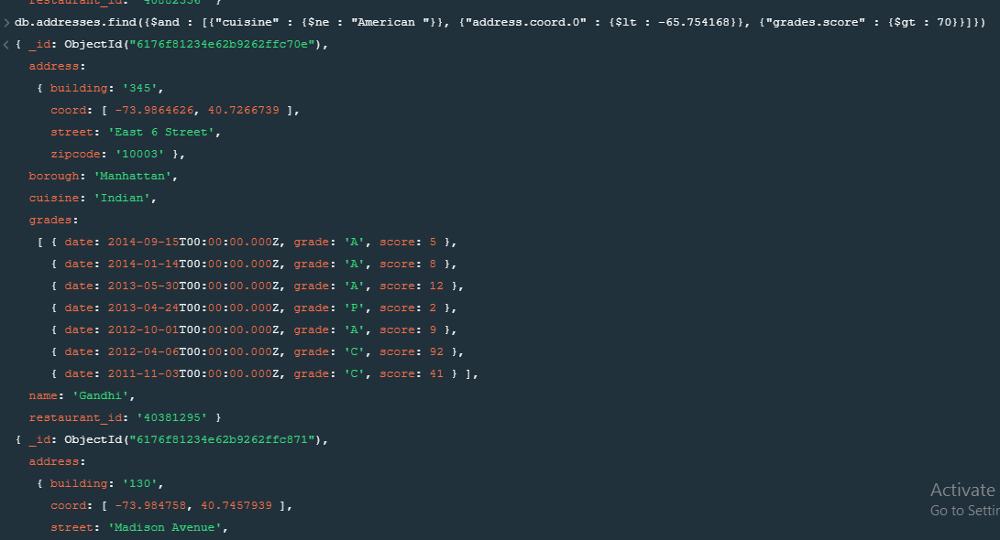 restaurant_id: '40882356' }
db.addresses.find({$and : [{"cuisine" : {$ne : "American "}}, {"address.coord.0" : {$lt : -65.754168}}, {"grades.score" : {$gt : 70}}]})
{ _id: ObjectId("6176f81234e62b9262ffc70e"),
address:
{ building: '345',
coord: [ -73.9864626, 40.7266739 ],
street: 'East 6 Street',
zipcode: '10003' },
borough: 'Manhattan',
cuisine: 'Indian',
grades:
[ { date: 2014-09-15T00:00:00.000Z, grade: 'A', score: 5 },
{ date: 2014-01-14T00:00:00.000Z, grade: 'A', score: 8 },
{ date: 2013-05-30T00:00:00.000Z, grade: 'A', score: 12 },
{ date: 2013-04-24T00:00:00.000Z, grade: 'P', score: 2 },
{ date: 2012-10-01T00:00:00.000Z, grade: 'A', score: 9 },
{ date: 2012-04-06T00:00:00.000Z, grade: 'C', score: 92 },
{ date: 2011-11-03T00:00:00.000Z, grade: 'C', score: 41 } ],
name: 'Gandhi',
restaurant_id: '40381295' }
{ _id: ObjectId("6176f81234e62b9262ffc871"),
address:
{ building: '130',
coord: [ -73.984758, 40.7457939 ],
street: 'Madison Avenue',
Activate
Go to Settin